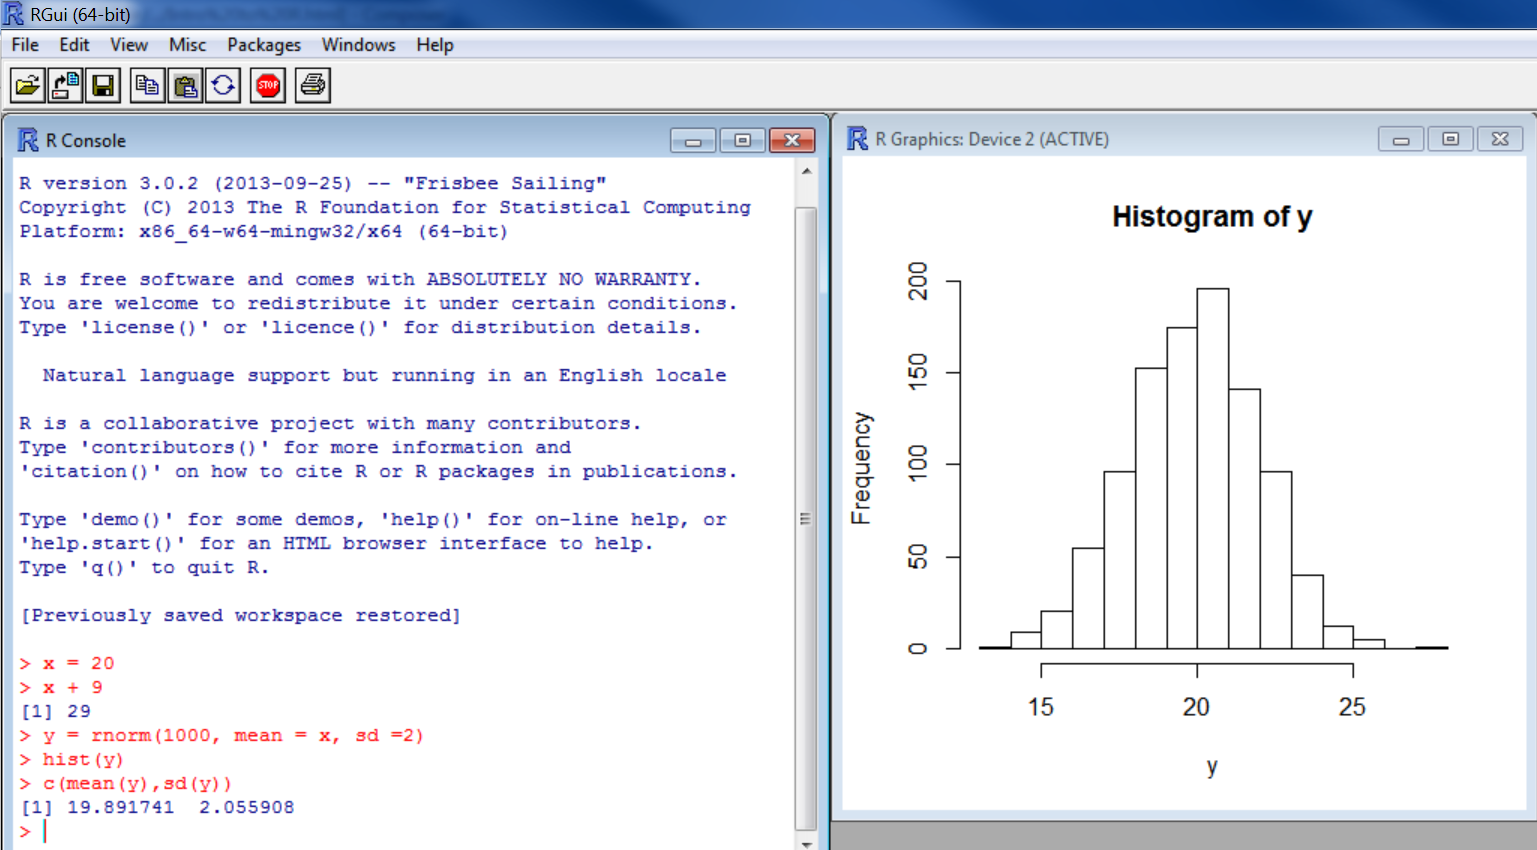 RGui (64-bit)
File Edit View Misc Packages Windows Help
STOP
R Console
R version 3.0.2 (2013-09-25) -- "Frisbee Sailing"
Copyright (C) 2013 The R Foundation for Statistical Computing
Platform: x86_64-w64-mingw32/x64 (64-bit)
R is free software and comes with ABSOLUTELY NO WARRANTY.
You are welcome to redistribute it under certain conditions.
Type 'license()' or 'licence()' for distribution details.
Natural language support but running in an English locale
R is a collaborative project with many contributors.
Type 'contributors()' for more information and
'citation()' on how to cite R or R packages in publications.
Type 'demo()' for some demos, 'help()' for on-line help, or
'help.start()' for an HTML browser interface to help.
Type 'q()' to quit R.
[Previously saved workspace restored]
> x = 20
> x + 9
[1] 29
> y = rnorm(1000, mean = x, sd =2)
> hist(y)
> c(mean(y),sd(y))
[1] 19.891741  2.055908
>
R Graphics: Device 2 (ACTIVE)
Histogram of y
Frequency
200
150
100
50
0
15 20 25
y